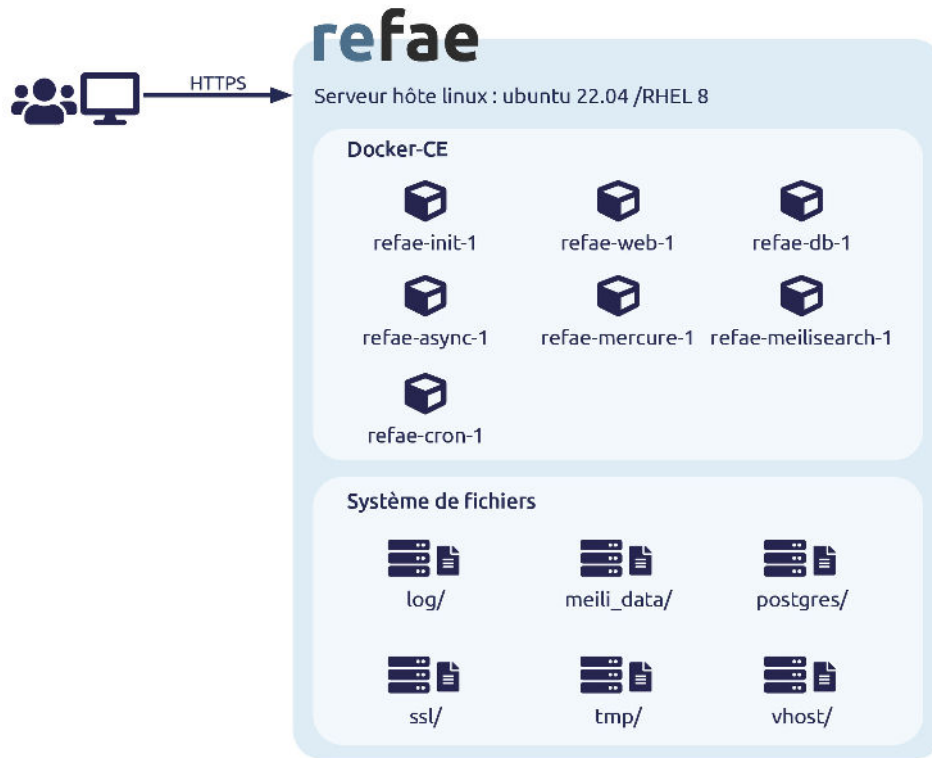 refae
HTTPS
Serveur hôte linux : ubuntu 22.04 /RHEL 8
Docker-CE
refae-init-1
refae-web-1
refae-db-1
refae-async-1
refae-mercure-1
refae-meilisearch-1
refae-cron-1
Système de fichiers
log/
meili_data/
postgres/
ssl/
tmp/
vhost/